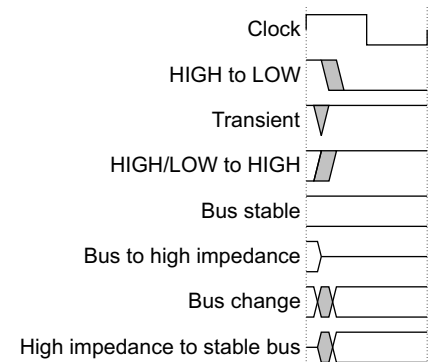 Clock
HIGH to LOW
Transient
HIGH/LOW to HIGH
Bus stable
Bus to high impedance
Bus change
High impedance to stable bus